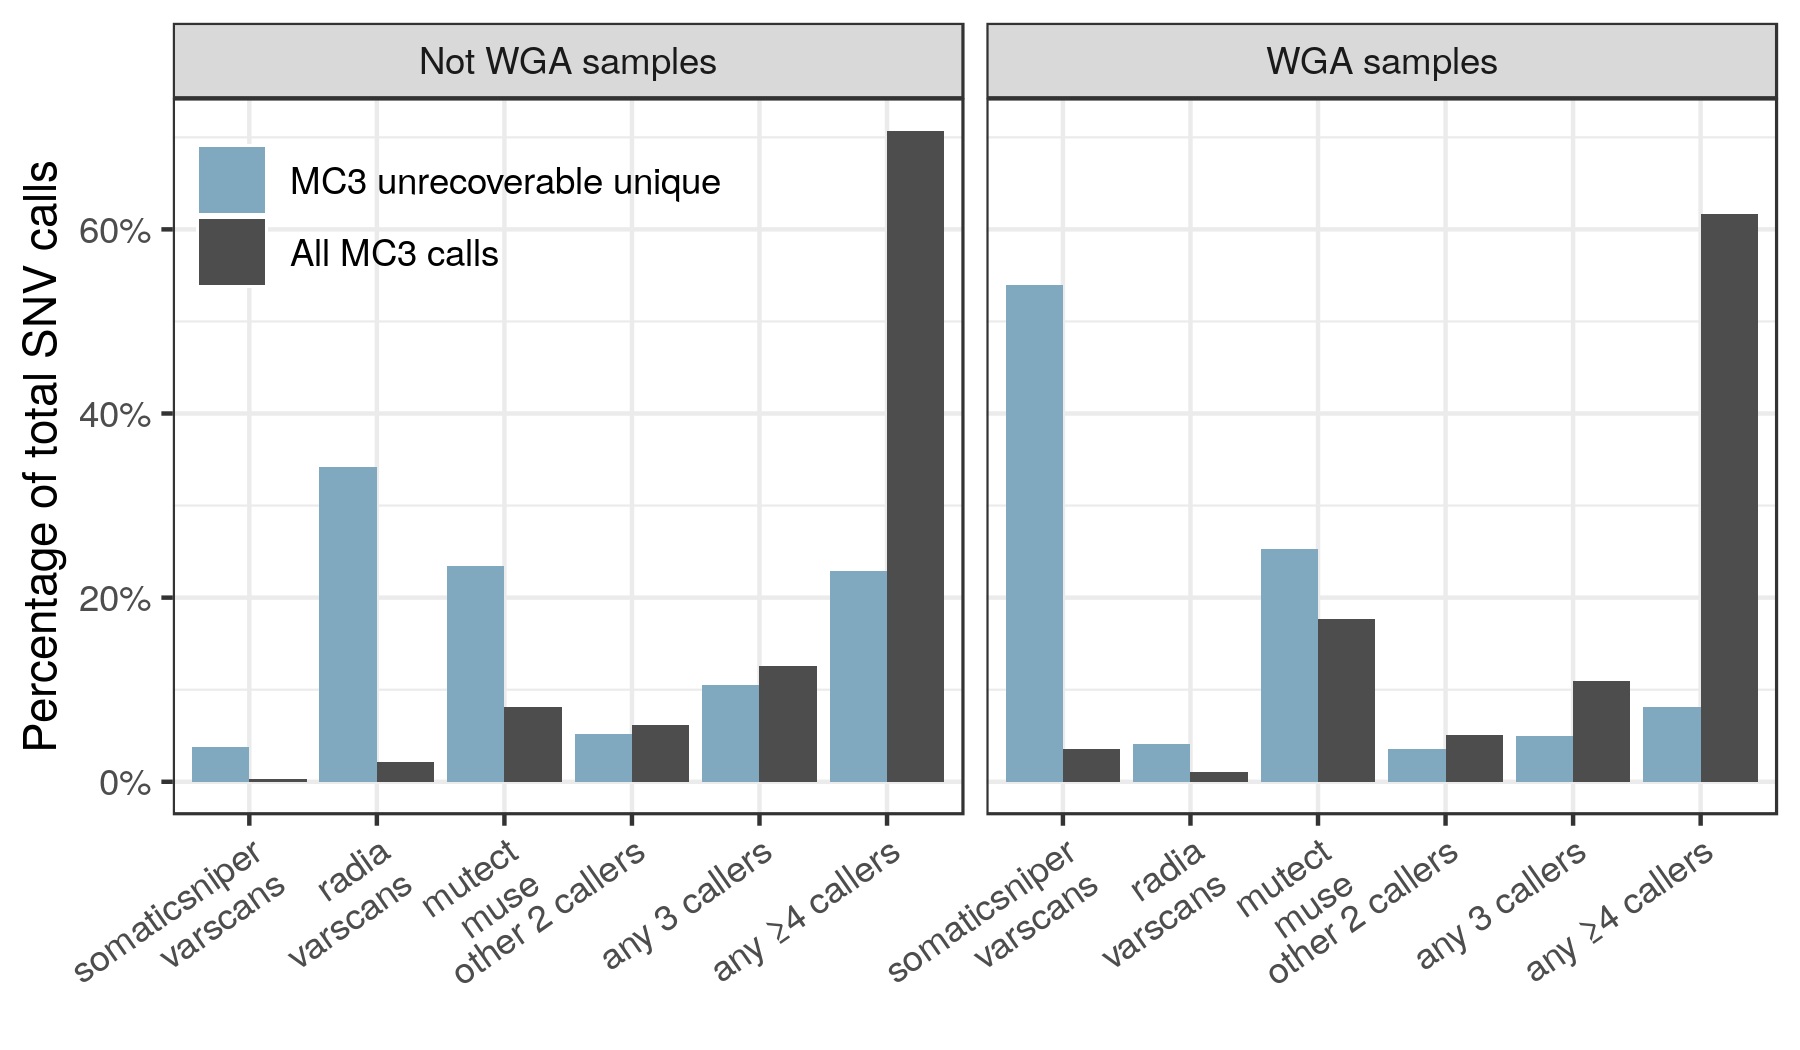 Not WGA samples
WGA samples
MC3 unrecoverable unique
All MC3 calls
Percentage of total SNV calls
60%
40%
20%
0%
somaticsniper
varscans
radia
varscans
mutect
muse
other 2 callers
any 3 callers
any ≥4 callers
somaticsniper
varscans
radia
varscans
mutect
muse
other 2 callers
any 3 callers
any ≥4 callers